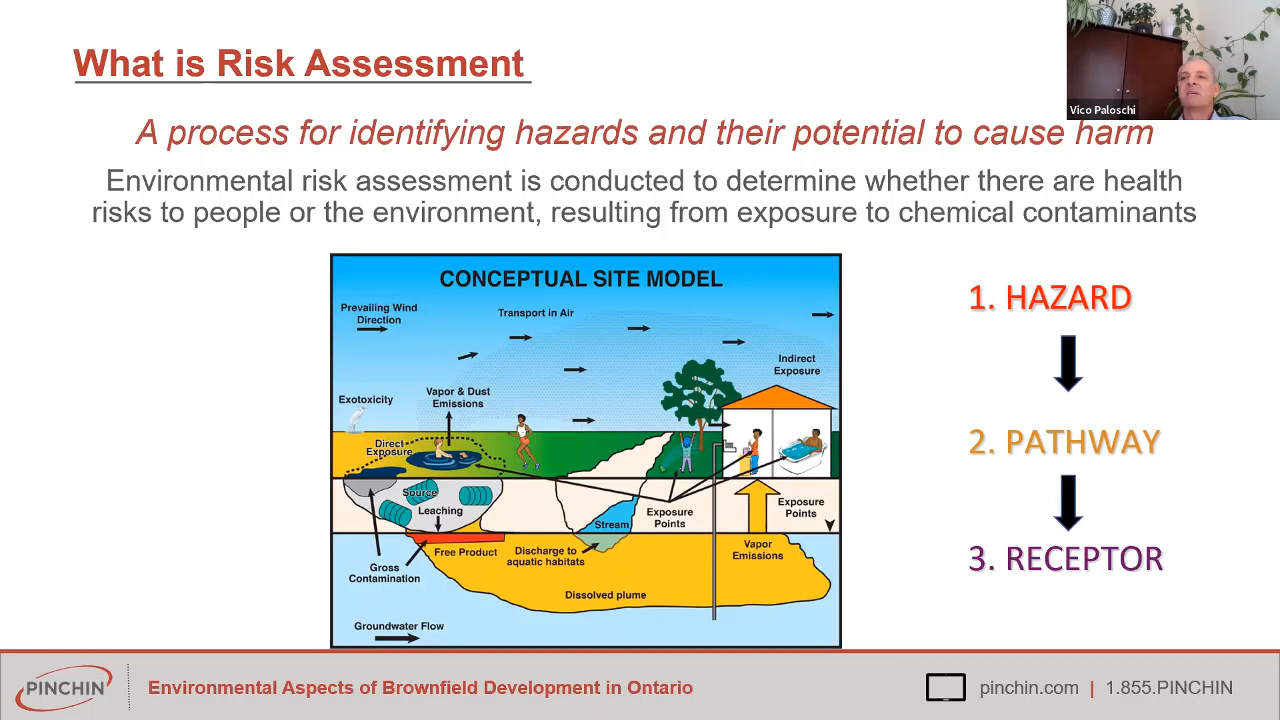 What is Risk Assessment
Vico Paloschi
A process for identifying hazards and their potential to cause harm
Environmental risk assessment is conducted to determine whether there are health
risks to people or the environment, resulting from exposure to chemical contaminants
CONCEPTUAL SITE MODEL
Prevailing Wind
Direction
Transport in Air
Indirect
Exposure
Exotoxicity
Vapor & Dust
Emissions
Direct
Exposure
Source
Leaching
Stream
Exposure
Points
Exposure
Points
Free Product
Discharge to
aquatic habitats
Vapor
Emissions
Gross
Contamination
Dissolved plume
Groundwater Flow
1. HAZARD
2. PATHWAY
3. RECEPTOR
PINCHIN
Environmental Aspects of Brownfield Development in Ontario
pinchin.com | 1.855.PINCHIN